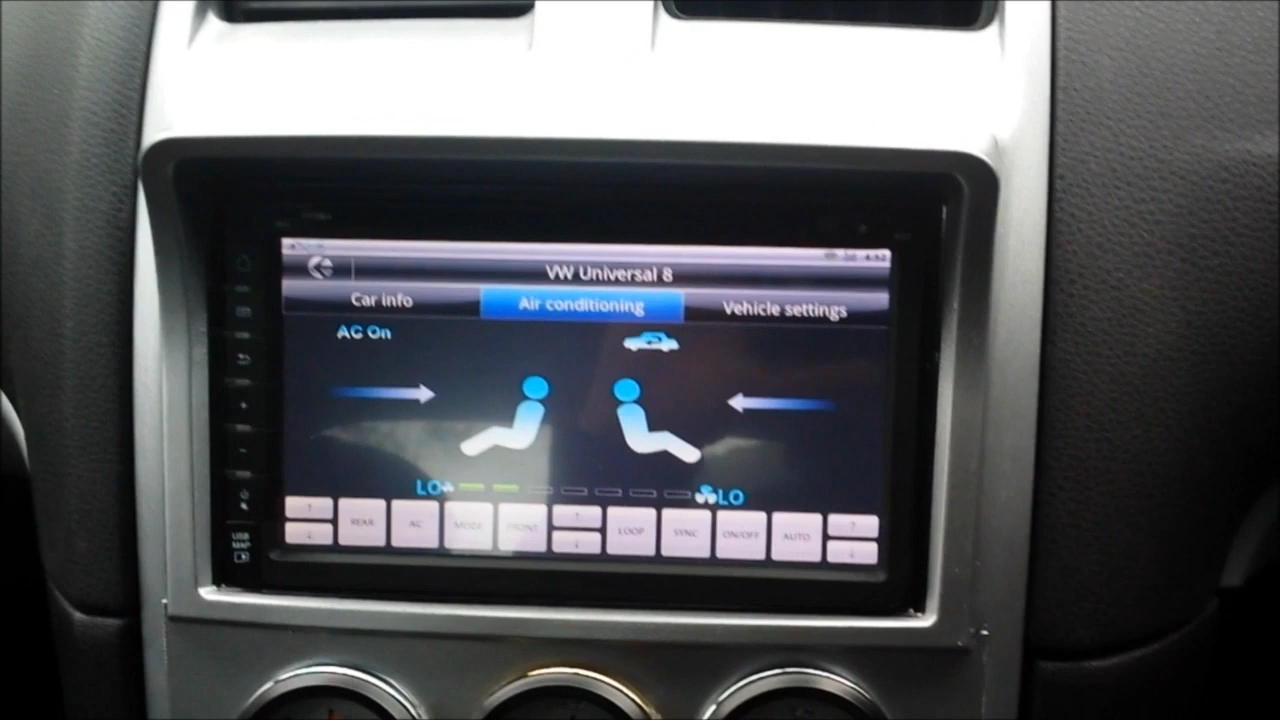 VW Universal 8
Car info
Air conditioning
Vehicle settings
AC On
LO
LO
REAR
AC
MODE
FRONT
LOOP
SYNC
ON/OFF
AUTO
USB
MAP